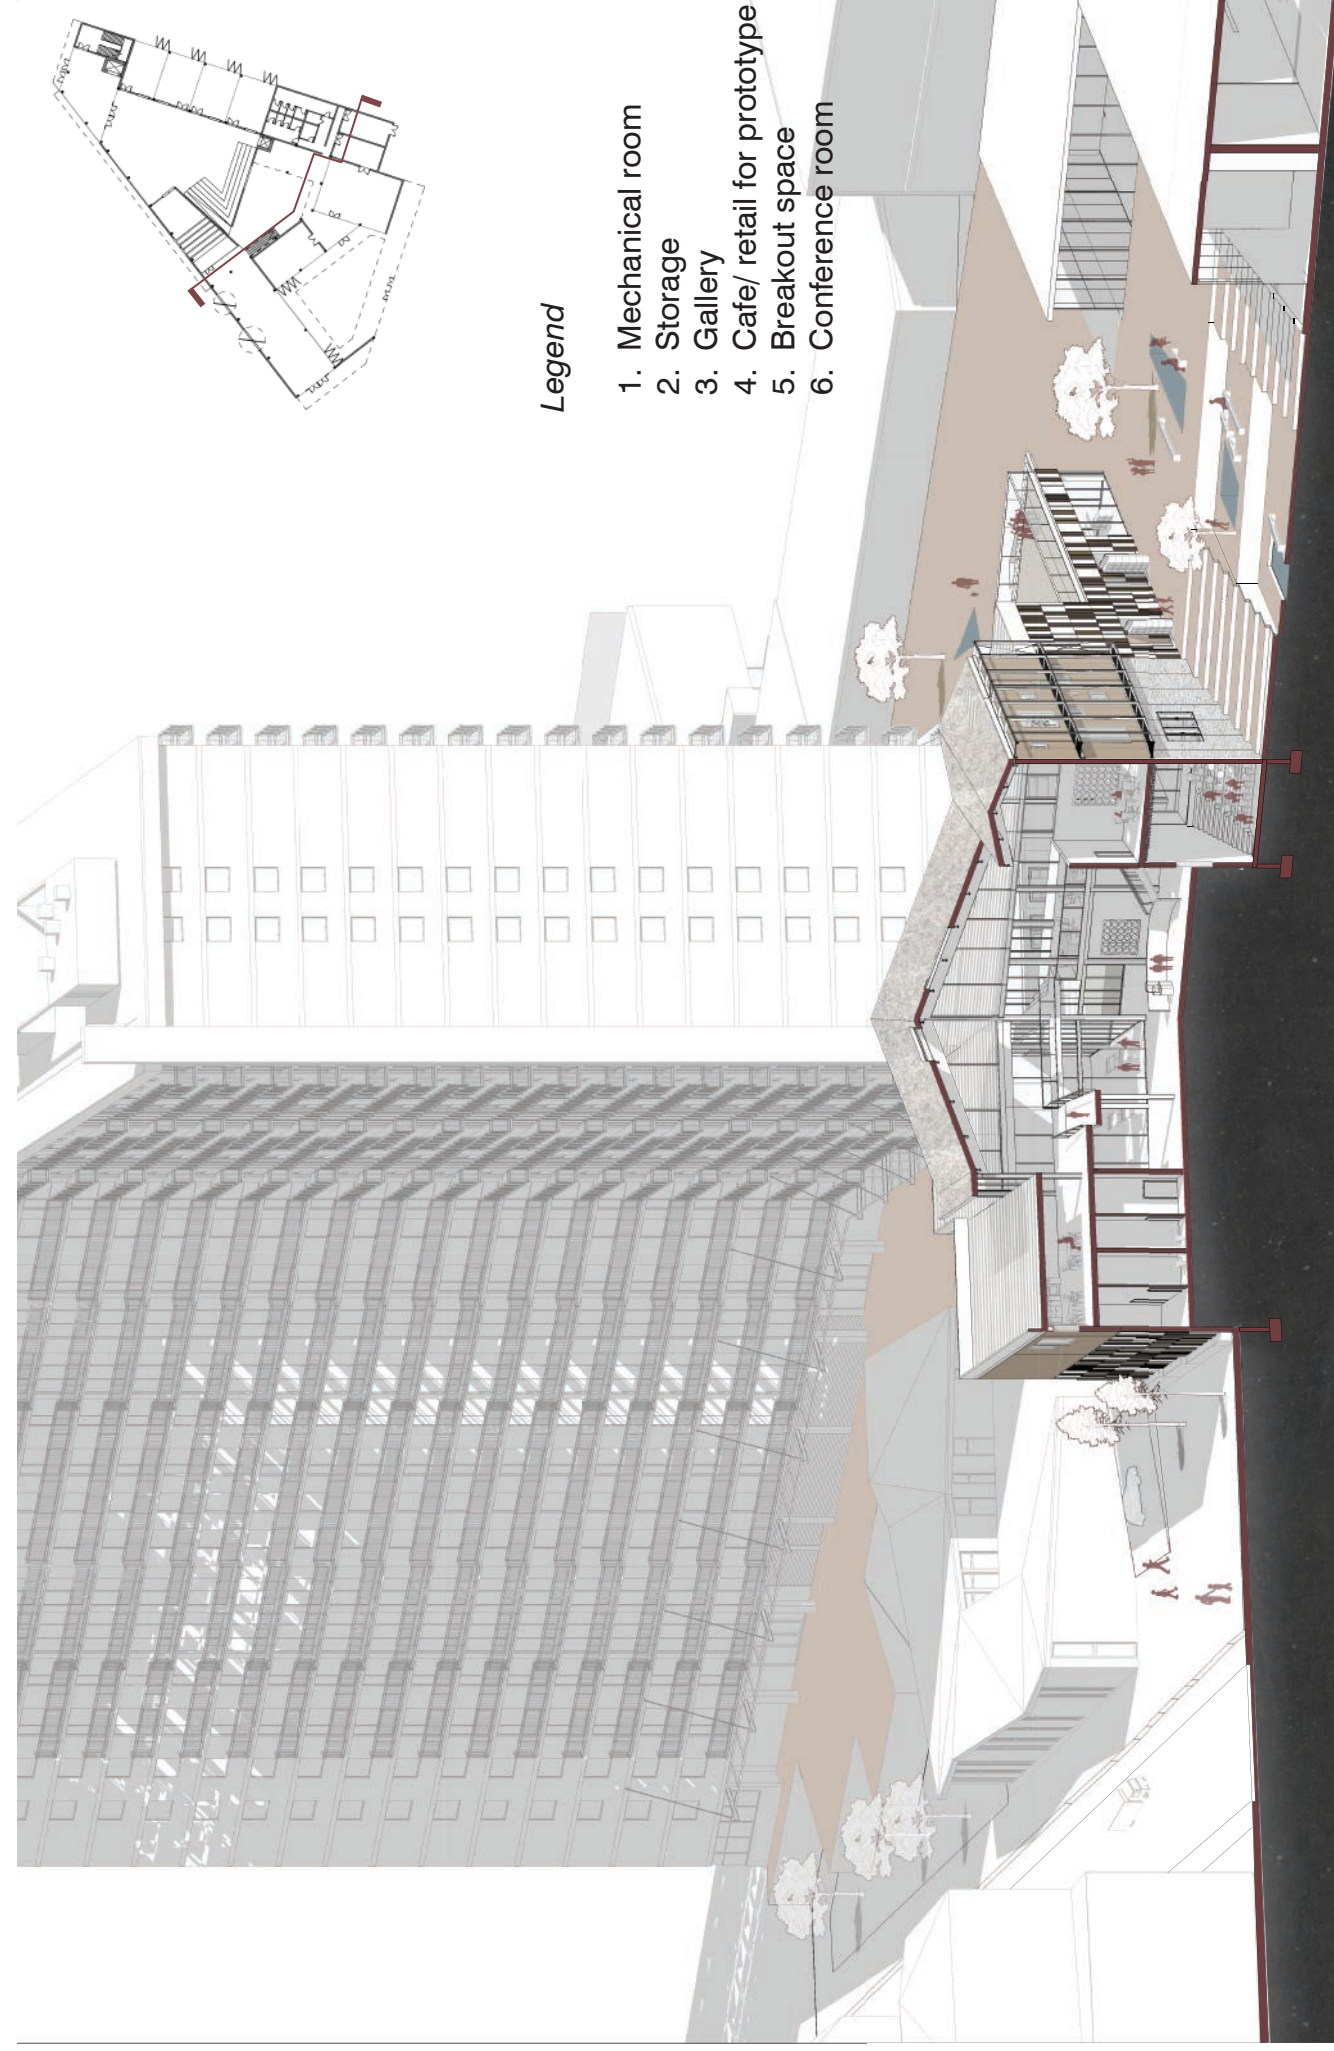 Legend
1. Mechanical room
2. Storage
3. Gallery
4. Cafe/ retail for prototype
5. Breakout space
6. Conference room